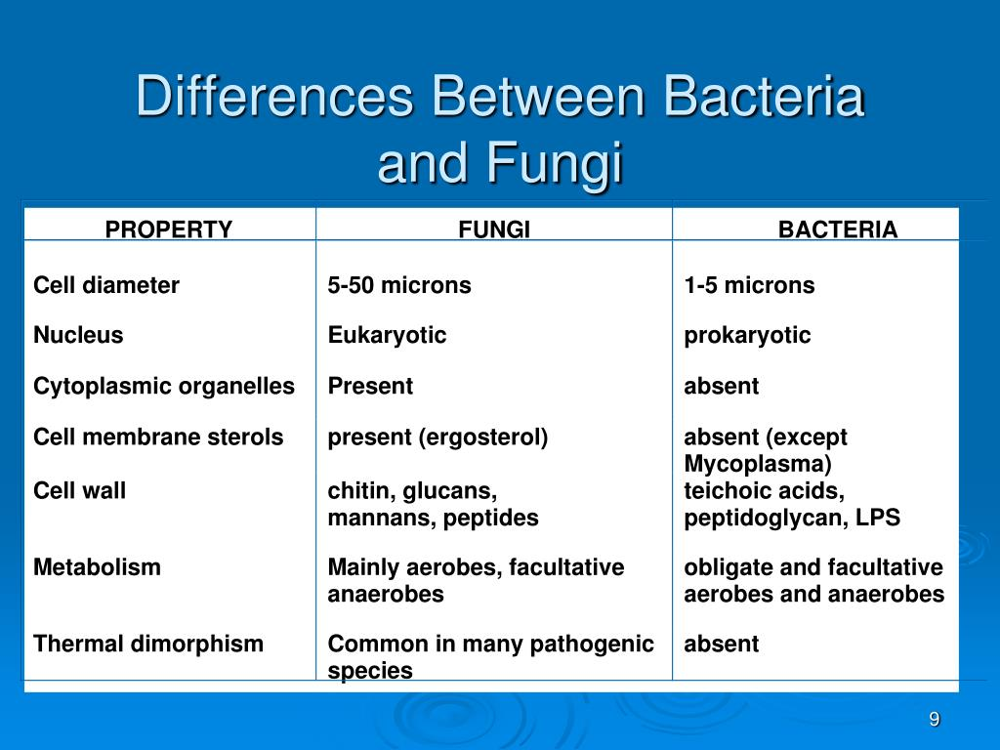 Differences Between Bacteria
and Fungi
PROPERTY FUNGI BACTERIA
Cell diameter 5-50 microns 1-5 microns
Nucleus Eukaryotic prokaryotic
Cytoplasmic organelles Present absent
Cell membrane sterols present (ergosterol) absent (except
Mycoplasma)
Cell wall chitin, glucans, teichoic acids,
mannans, peptides peptidoglycan, LPS
Metabolism Mainly aerobes, facultative obligate and facultative
anaerobes aerobes and anaerobes
Thermal dimorphism Common in many pathogenic absent
species
9